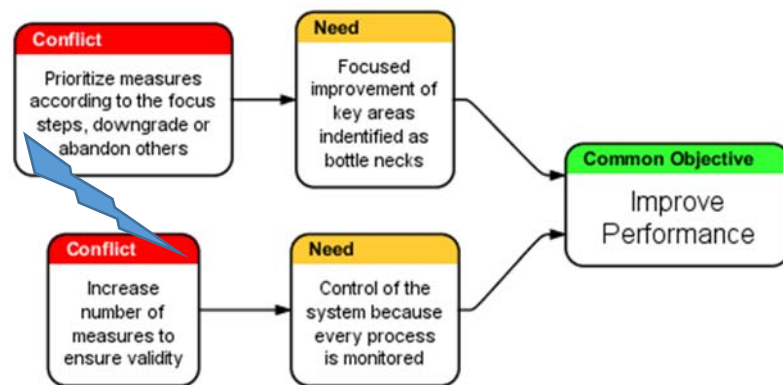 Conflict
Prioritize measures
according to the focus
steps, downgrade or
abandon others
Need
Focused
improvement of
key areas
indentified as
bottle necks
Common Objective
Improve
Performance
Conflict
Increase
number of
measures to
ensure validity
Need
Control of the
system because
every process
is monitored